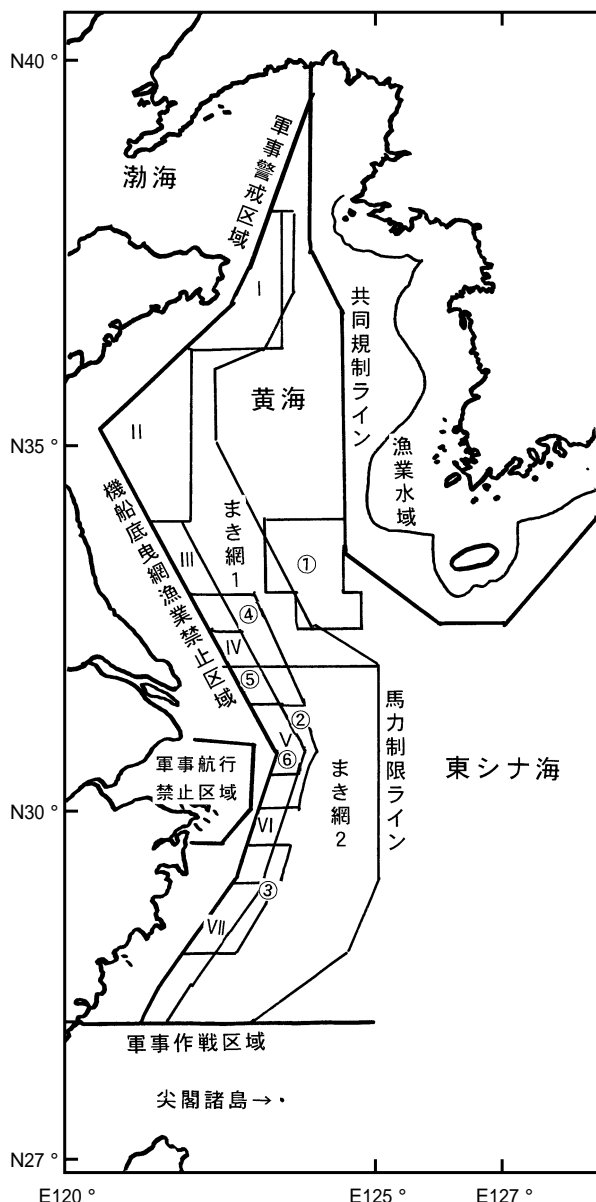 N40 °
軍事警戒区域
渤海
I
共同規制ライン
黄海
漁業水域
N35 °
II
機船底曳網漁業禁止区域
まき網1
III
①
④
IV
⑤
②
V
馬力制限ライン
⑥
軍事航行
禁止区域
まき網2
東シナ海
N30 °
VI
③
VII
軍事作戦区域
尖閣諸島→・
N27 °
E120 °
E125 °
E127 °